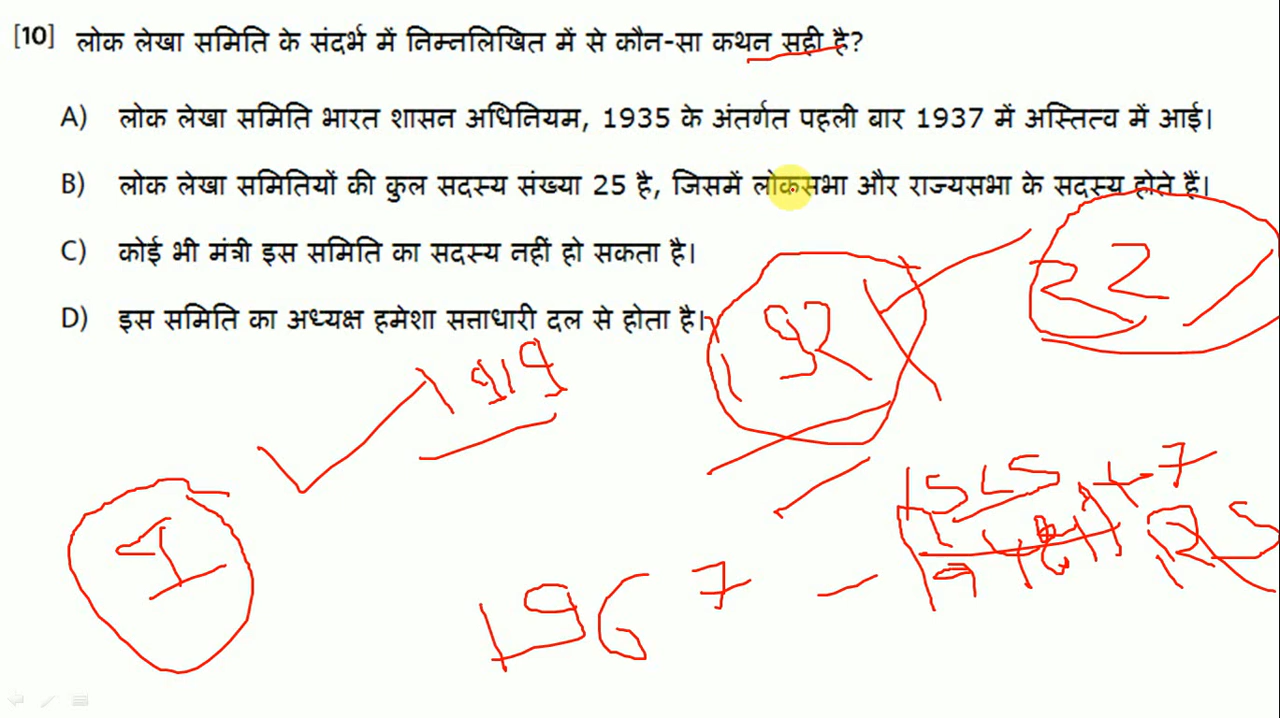 [10] लोक लेखा समिति के संदर्भ में निम्नलिखित में से कौन-सा कथन सही है?
A) लोक लेखा समिति भारत शासन अधिनियम, 1935 के अंतर्गत पहली बार 1937 में अस्तित्व में आई।
B) लोक लेखा समितियों की कुल सदस्य संख्या 25 है, जिसमें लोकसभा और राज्यसभा के सदस्य होते हैं।
C) कोई भी मंत्री इस समिति का सदस्य नहीं हो सकता है।
D) इस समिति का अध्यक्ष हमेशा सत्ताधारी दल से होता है।
22
1919
1967